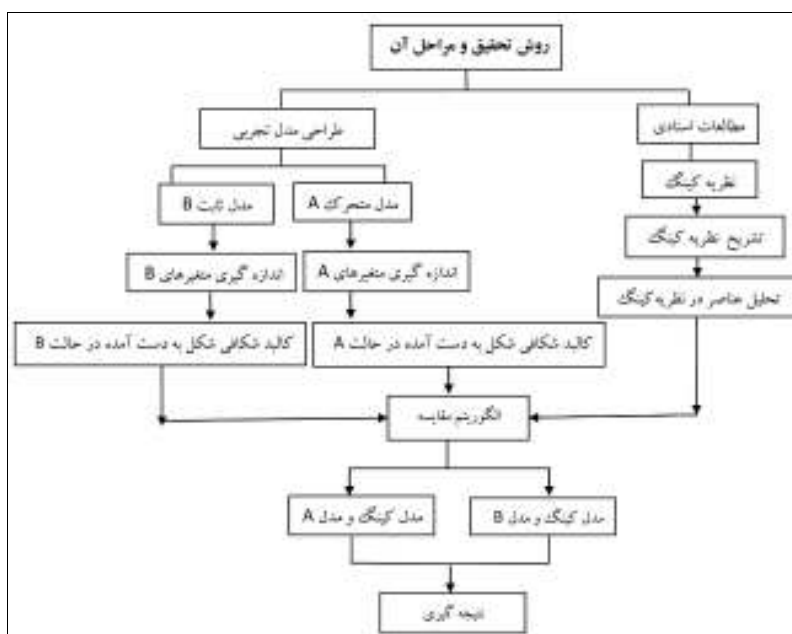 روش تحقیق و مراحل آن
مطالعات اسنادی
طراحی مدل تجربی
نظریه کینگ
مدل متحرک A
مدل ثابت B
تشریح نظریه کینگ
اندازه گیری متغیرهای A
اندازه گیری متغیرهای B
تحلیل عناصر در نظریه کینگ
کالبد شکافی شکل به دست آمده در حالت A
کالبد شکافی شکل به دست آمده در حالت B
الگوریتم مقایسه
مدل کینگ و مدل B
مدل کینگ و مدل A
نتیجه گیری